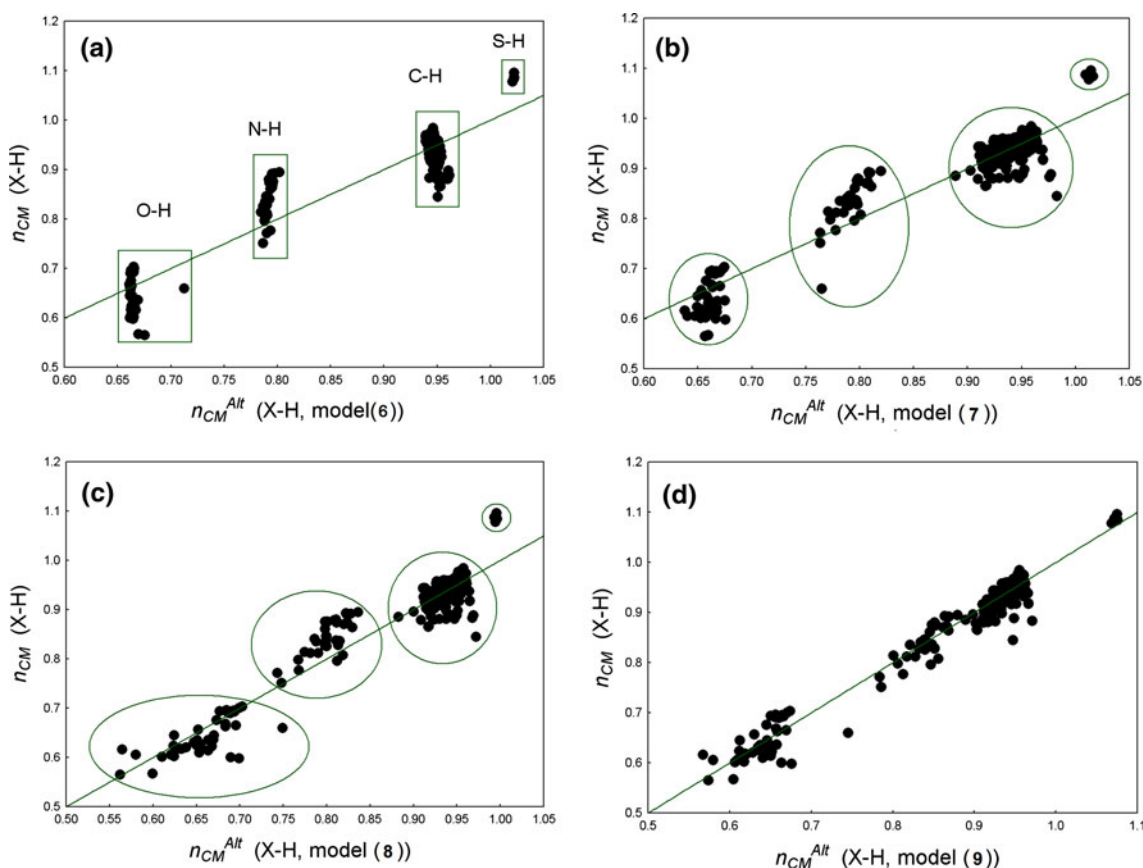 (a)
S-H
C-H
N-H
O-H
n_CM (X-H)
1.2
1.1
1.0
0.9
0.8
0.7
0.6
0.5
0.60 0.65 0.70 0.75 0.80 0.85 0.90 0.95 1.00 1.05
n_CM^Alt (X-H, model(6))
(b)
n_CM (X-H)
1.2
1.1
1.0
0.9
0.8
0.7
0.6
0.5
0.60 0.65 0.70 0.75 0.80 0.85 0.90 0.95 1.00 1.05
n_CM^Alt (X-H, model (7))
(c)
n_CM (X-H)
1.2
1.1
1.0
0.9
0.8
0.7
0.6
0.5
0.50 0.55 0.60 0.65 0.70 0.75 0.80 0.85 0.90 0.95 1.00 1.05
n_CM^Alt (X-H, model (8))
(d)
n_CM (X-H)
1.2
1.1
1.0
0.9
0.8
0.7
0.6
0.5
0.5 0.6 0.7 0.8 0.9 1.0 1.1
n_CM^Alt (X-H, model (9))